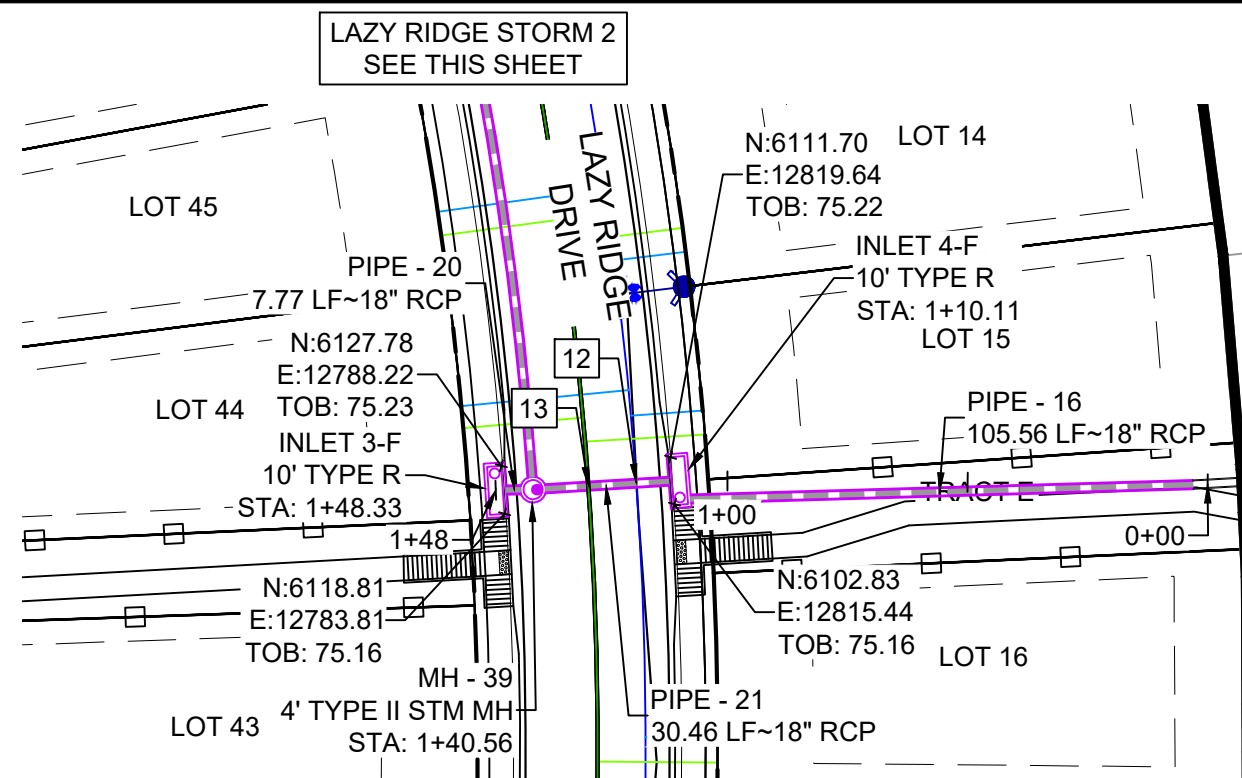 LAZY RIDGE STORM 2
SEE THIS SHEET
LOT 45
PIPE - 20
7.77 LF~18" RCP
N:6127.78
E:12788.22
TOB: 75.23
LOT 44
INLET 3-F
10' TYPE R
STA: 1+48.33
1+48
N:6118.81
E:12783.81
TOB: 75.16
MH - 39
4' TYPE II STM MH
STA: 1+40.56
LOT 43
LAZY RIDGE
DRIVE
12
13
N:6111.70
E:12819.64
TOB: 75.22
LOT 14
INLET 4-F
10' TYPE R
STA: 1+10.11
LOT 15
PIPE - 16
105.56 LF~18" RCP
TRACT E
1+00
0+00
N:6102.83
E:12815.44
TOB: 75.16
LOT 16
PIPE - 21
30.46 LF~18" RCP